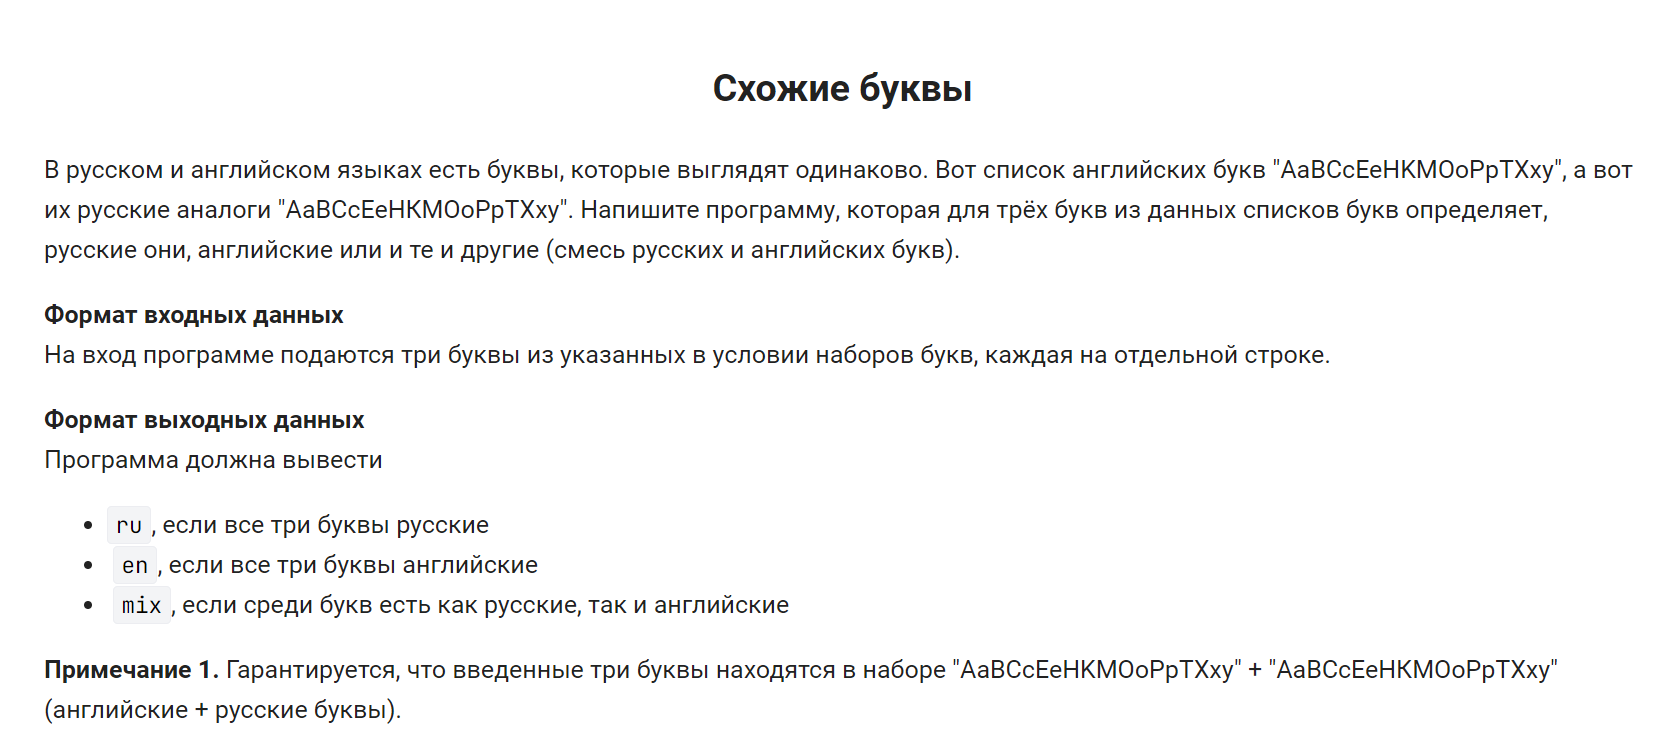 Схожие буквы
В русском и английском языках есть буквы, которые выглядят одинаково. Вот список английских букв "AaBCcEeHKMOoPpTXxy", а вот
их русские аналоги "АаВСсЕеНКМОоРрТХху". Напишите программу, которая для трёх букв из данных списков букв определяет,
русские они, английские или и те и другие (смесь русских и английских букв).
Формат входных данных
На вход программе подаются три буквы из указанных в условии наборов букв, каждая на отдельной строке.
Формат выходных данных
Программа должна вывести
• ru, если все три буквы русские
• en, если все три буквы английские
• mix, если среди букв есть как русские, так и английские
Примечание 1. Гарантируется, что введенные три буквы находятся в наборе "AaBCcEeHKMOoPpTXxy" + "АаВСсЕеНКМОоРрТХху"
(английские + русские буквы).